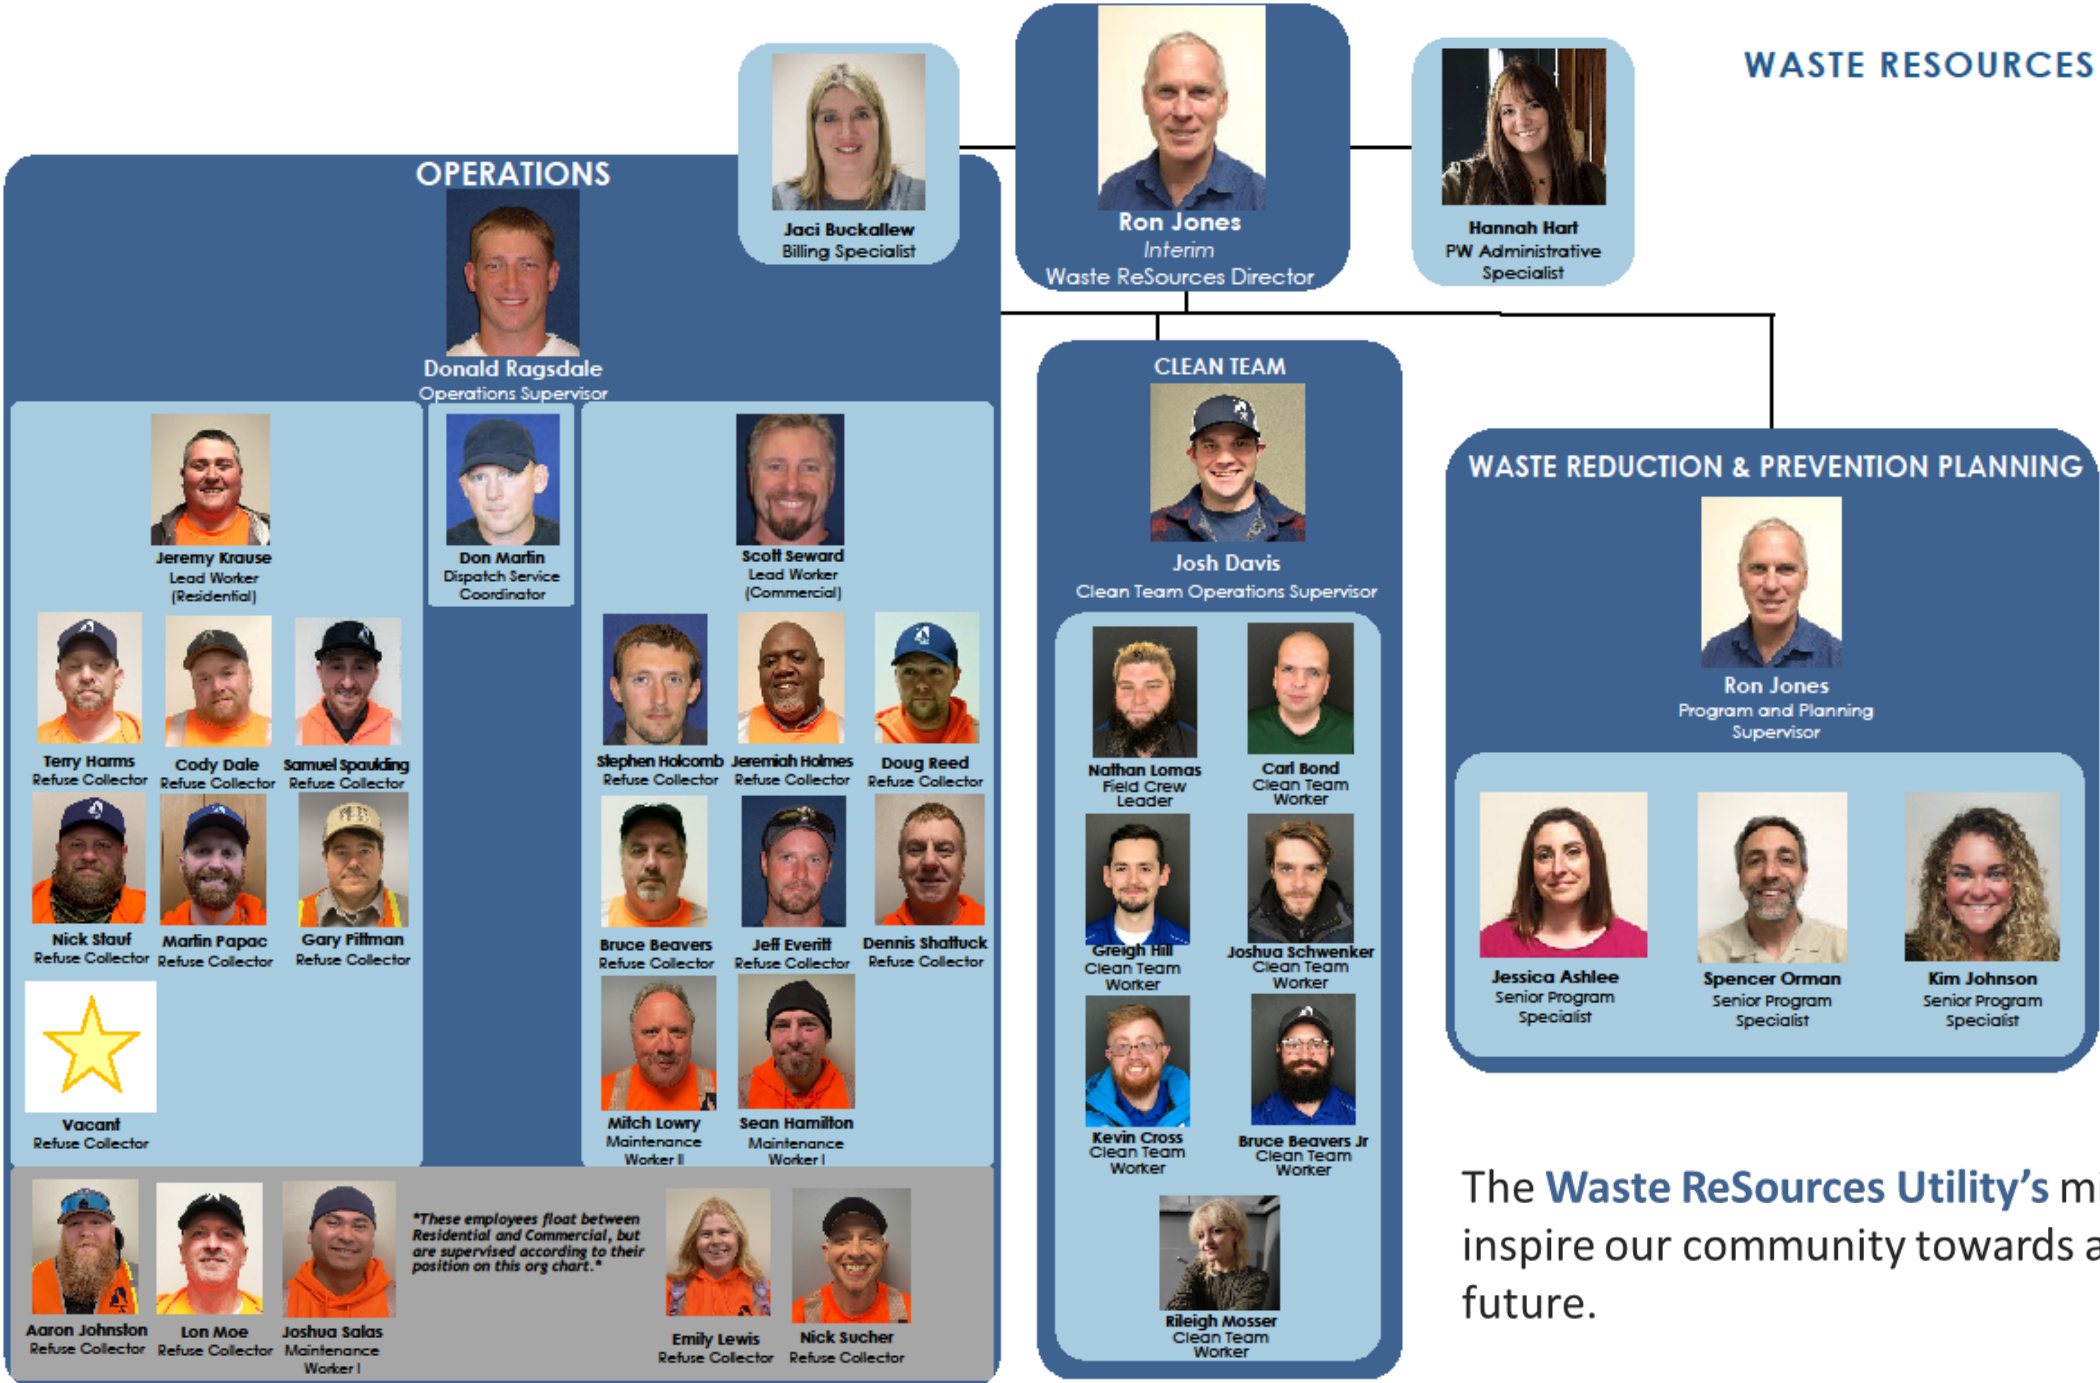 WASTE RESOURCES
Jaci Buckallew
Billing Specialist
Ron Jones
Interim
Waste ReSources Director
Hannah Hart
PW Administrative
Specialist
OPERATIONS
Donald Ragsdale
Operations Supervisor
Jeremy Krause
Lead Worker
(Residential)
Don Martin
Dispatch Service
Coordinator
Scott Seward
Lead Worker
(Commercial)
Terry Harms
Refuse Collector
Cody Dale
Refuse Collector
Samuel Spaulding
Refuse Collector
Nick Stauf
Refuse Collector
Martin Papac
Refuse Collector
Gary Pittman
Refuse Collector
Vacant
Refuse Collector
Stephen Holcomb
Refuse Collector
Jeremiah Holmes
Refuse Collector
Doug Reed
Refuse Collector
Bruce Beavers
Refuse Collector
Jeff Everitt
Refuse Collector
Dennis Shattuck
Refuse Collector
Mitch Lowry
Maintenance
Worker II
Sean Hamilton
Maintenance
Worker I
Aaron Johnston
Refuse Collector
Lon Moe
Refuse Collector
Joshua Salas
Maintenance
Worker I
*These employees float between
Residential and Commercial, but
are supervised according to their
position on this org chart.*
Emily Lewis
Refuse Collector
Nick Sucher
Refuse Collector
CLEAN TEAM
Josh Davis
Clean Team Operations Supervisor
Nathan Lomas
Field Crew
Leader
Carl Bond
Clean Team
Worker
Greigh Hill
Clean Team
Worker
Joshua Schwenker
Clean Team
Worker
Kevin Cross
Clean Team
Worker
Bruce Beavers Jr
Clean Team
Worker
Rileigh Mosser
Clean Team
Worker
WASTE REDUCTION & PREVENTION PLANNING
Ron Jones
Program and Planning
Supervisor
Jessica Ashlee
Senior Program
Specialist
Spencer Orman
Senior Program
Specialist
Kim Johnson
Senior Program
Specialist
The Waste ReSources Utility's
inspire our community towards
future.